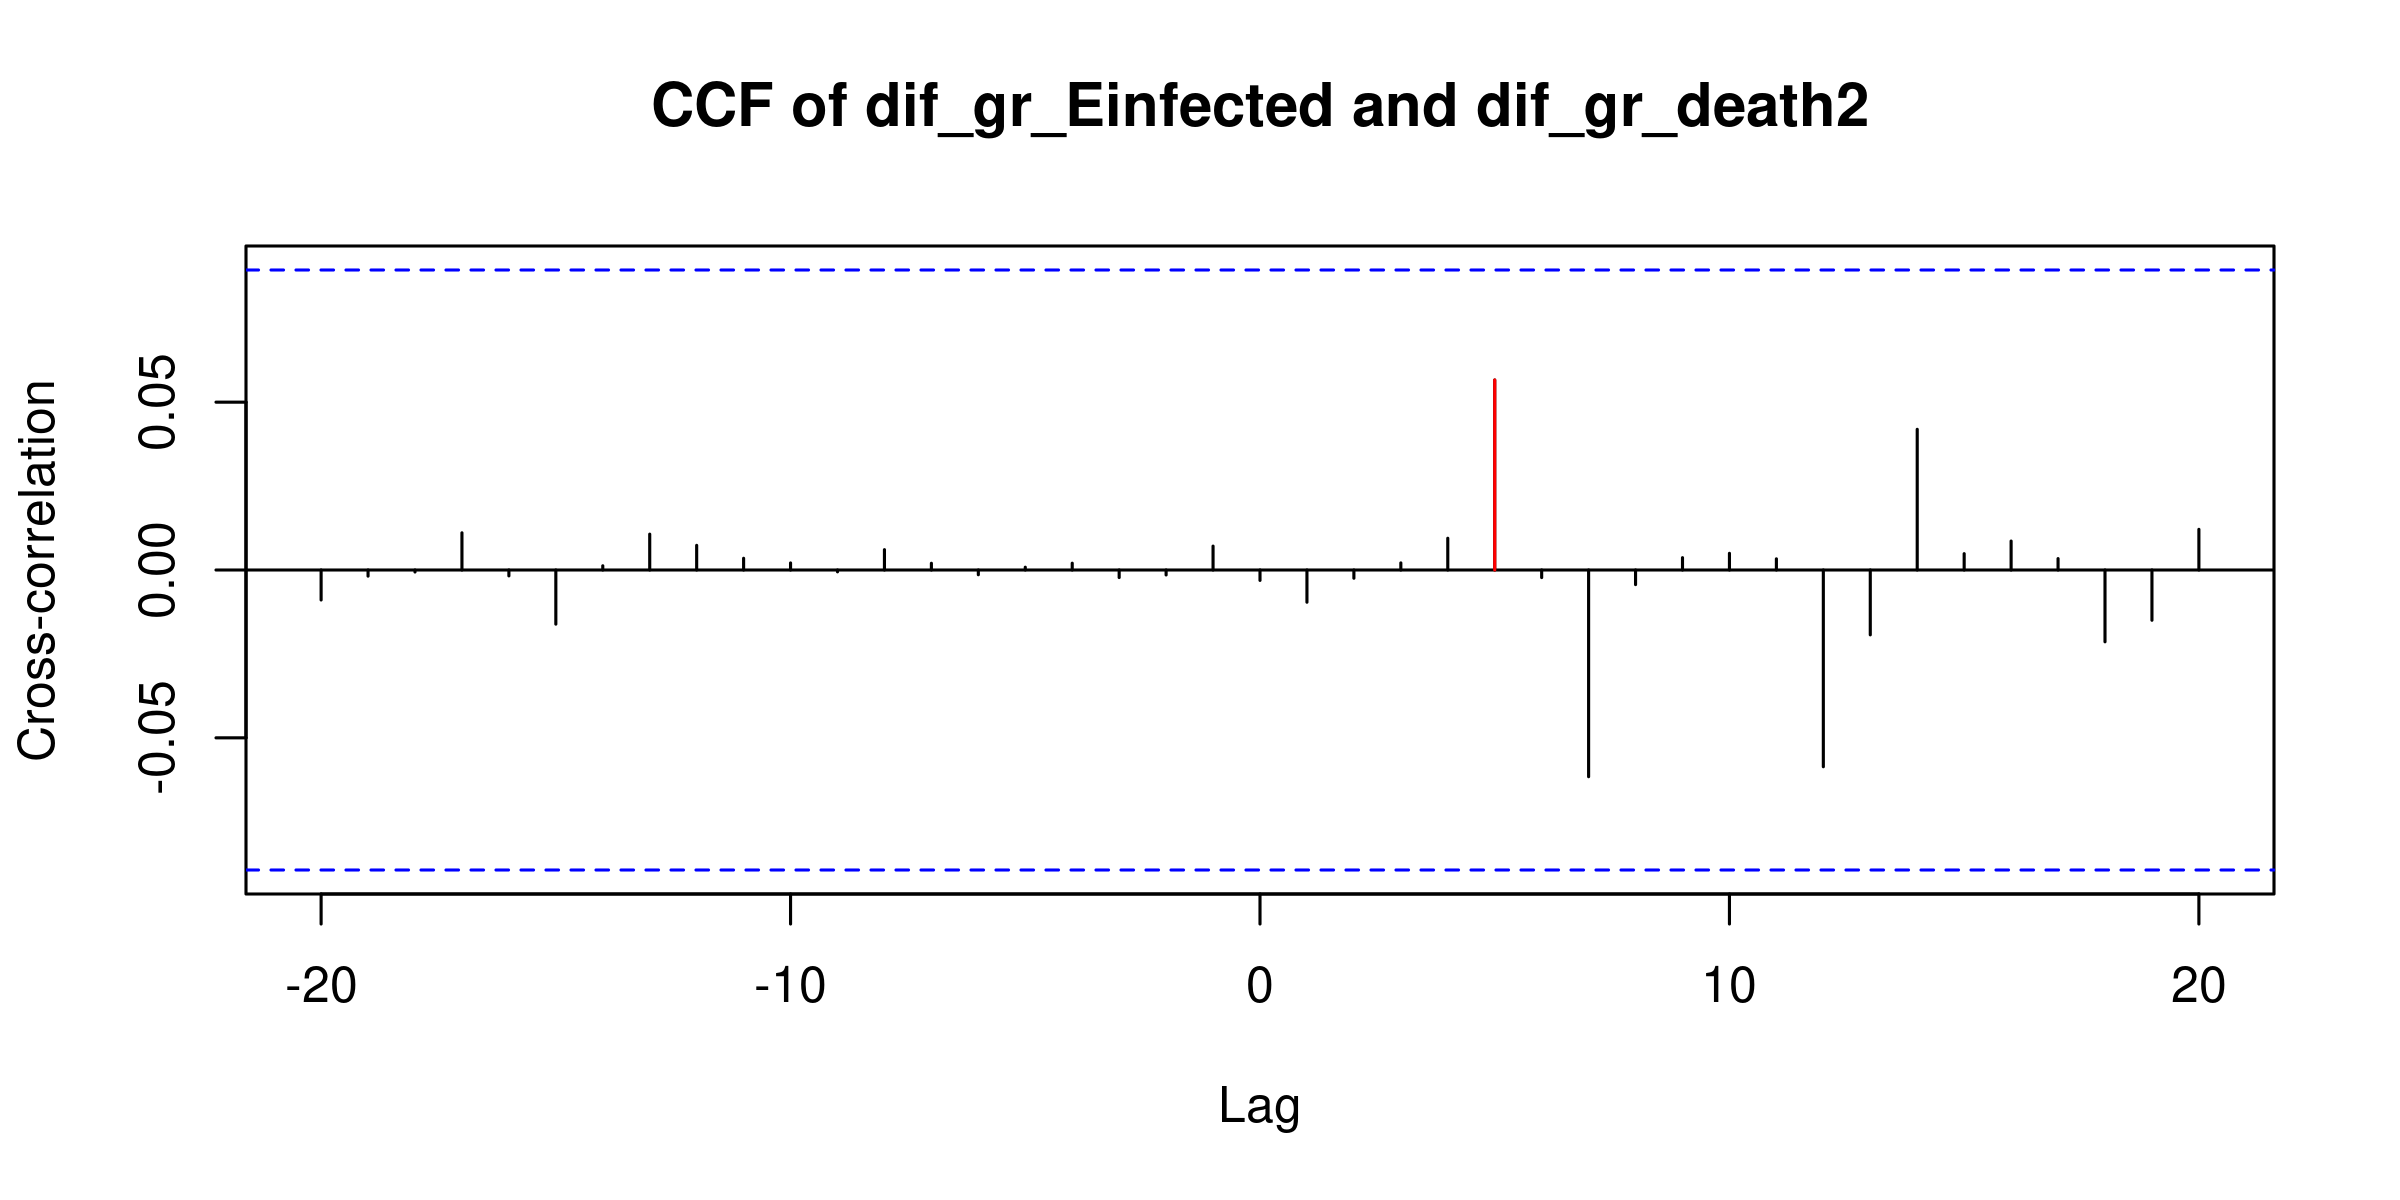 CCF of dif_gr_Einfected and dif_gr_death2
Cross-correlation
0.05
0.00
-0.05
-20
-10
0
10
20
Lag